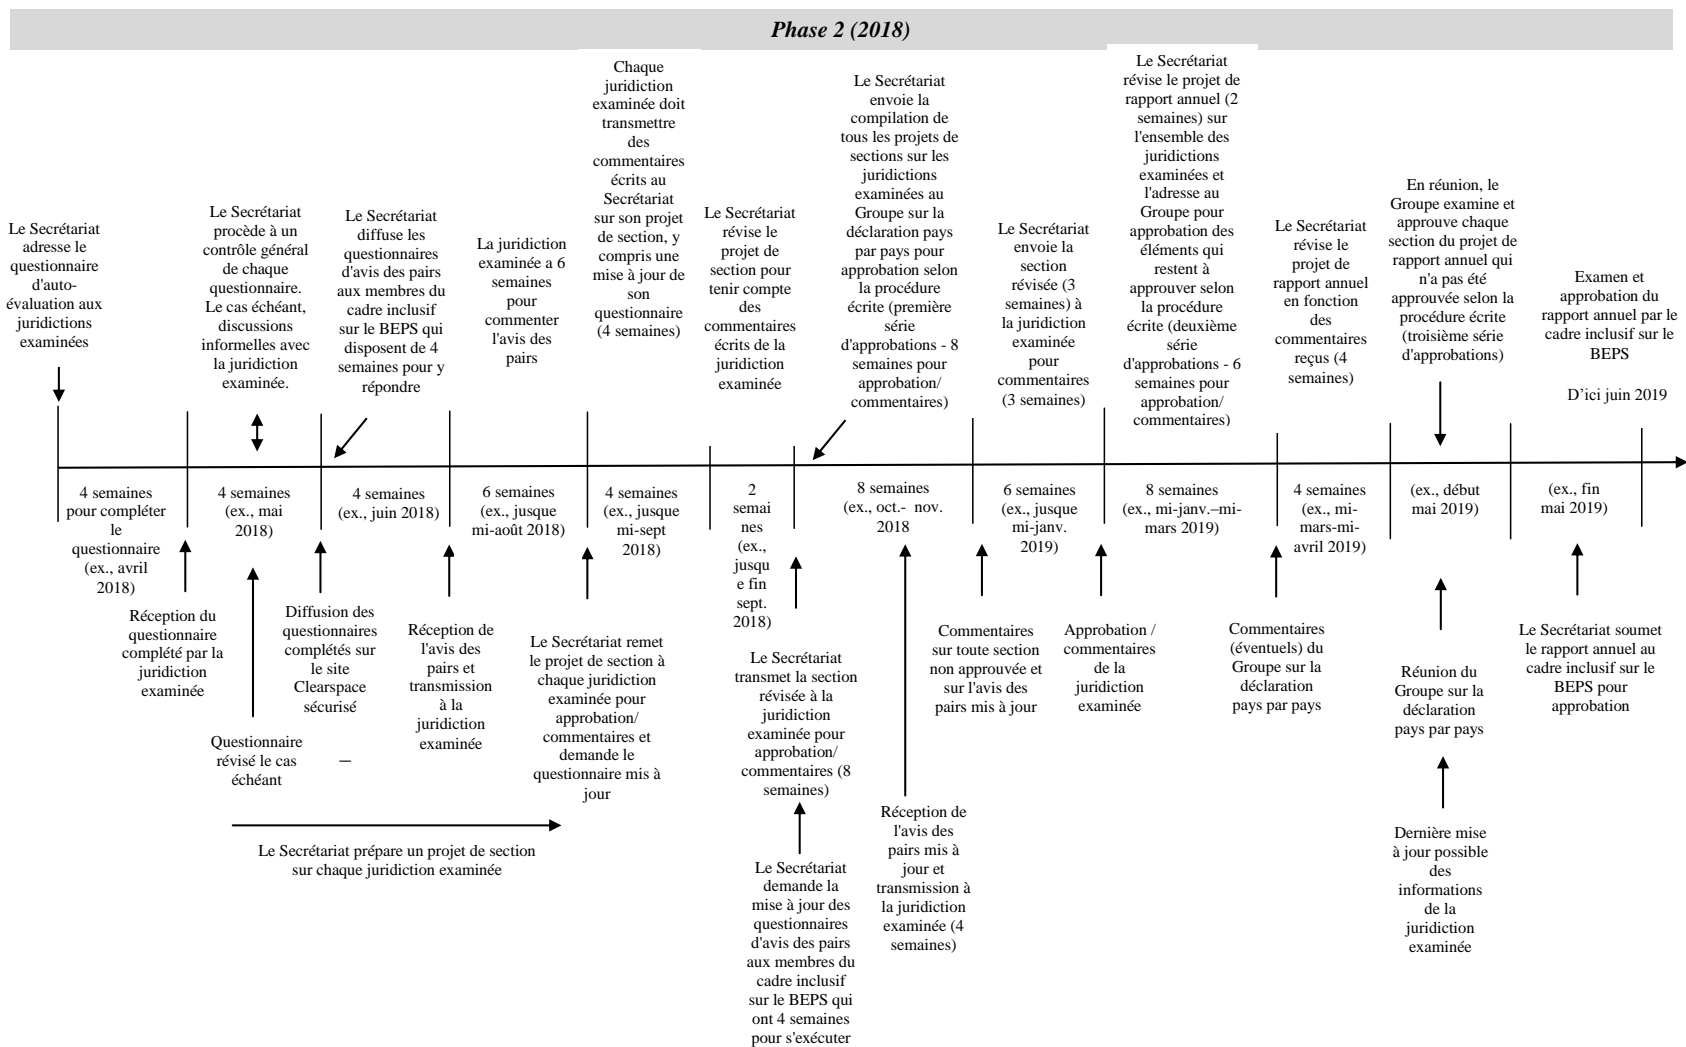 Phase 2 (2018)
Le Secrétariat
adresse le
questionnaire
d'auto-
évaluation aux
juridictions
examinées
Le Secrétariat
procède à un
contrôle général
de chaque
questionnaire.
Le cas échéant,
discussions
informelles avec
la juridiction
examinée.
Le Secrétariat
diffuse les
questionnaires
d'avis des pairs
aux membres du
cadre inclusif
sur le BEPS qui
disposent de 4
semaines pour y
répondre
La juridiction
examinée a 6
semaines
pour
commenter
l'avis des
pairs
Chaque
juridiction
examinée doit
transmettre
des
commentaires
écrits au
Secrétariat
sur son projet
de section, y
compris une
mise à jour de
son
questionnaire
(4 semaines)
Le Secrétariat
révise le
projet de
section pour
tenir compte
des
commentaires
écrits de la
juridiction
examinée
Le Secrétariat
envoie la
compilation de
tous les projets de
sections sur les
juridictions
examinées au
Groupe sur la
déclaration pays
par pays pour
approbation selon
la procédure
écrite (première
série
d'approbations - 8
semaines pour
approbation/
commentaires)
Le Secrétariat
envoie la
section
révisée (3
semaines) à
la juridiction
examinée
pour
commentaires
(3 semaines)
Le Secrétariat
révise le projet de
rapport annuel (2
semaines) sur
l'ensemble des
juridictions
examinées et
l'adresse au
Groupe pour
approbation des
éléments qui
restent à
approuver selon
la procédure
écrite (deuxième
série
d'approbations - 6
semaines pour
approbation/
commentaires)
Le Secrétariat
révise le
projet de
rapport annuel
en fonction
des
commentaires
reçus (4
semaines)
En réunion, le
Groupe examine et
approuve chaque
section du projet de
rapport annuel qui
n'a pas été
approuvée selon la
procédure écrite
(troisième série
d'approbations)
Examen et
approbation du
rapport annuel par le
cadre inclusif sur le
BEPS
D'ici juin 2019
4 semaines
pour compléter
le
questionnaire
(ex., avril
2018)
4 semaines
(ex., mai
2018)
4 semaines
(ex., juin 2018)
6 semaines
(ex., jusque
mi-août 2018)
4 semaines
(ex., jusque
mi-sept
2018)
2
semai
nes
(ex.,
jusqu
e fin
sept.
2018)
8 semaines
(ex., oct.- nov.
2018
6 semaines
(ex., jusque
mi-janv.
2019)
8 semaines
(ex., mi-janv.–mi-
mars 2019)
4 semaines
(ex., mi-
mars-mi-
avril 2019)
(ex., début
mai 2019)
(ex., fin
mai 2019)
Réception du
questionnaire
complété par la
juridiction
examinée
Questionnaire
révisé le cas
échéant
Diffusion des
questionnaires
complétés sur
le site
Clearspace
sécurisé
—
Réception de
l'avis des
pairs et
transmission
à la
juridiction
examinée
Le Secrétariat remet
le projet de section à
chaque juridiction
examinée pour
approbation/
commentaires et
demande le
questionnaire mis à
jour
Le Secrétariat prépare un projet de section
sur chaque juridiction examinée
Le Secrétariat
transmet la section
révisée à la
juridiction
examinée pour
approbation/
commentaires (8
semaines)
Le Secrétariat
demande la
mise à jour des
questionnaires
d'avis des pairs
aux membres du
cadre inclusif
sur le BEPS qui
ont 4 semaines
pour s'exécuter
Réception de
l'avis des
pairs mis à
jour et
transmission à
la juridiction
examinée (4
semaines)
Commentaires
sur toute section
non approuvée et
sur l'avis des
pairs mis à jour
Approbation /
commentaires
de la
juridiction
examinée
Commentaires
(éventuels) du
Groupe sur la
déclaration
pays par pays
Réunion du
Groupe sur la
déclaration
pays par pays
Dernière mise
à jour possible
des
informations
de la
juridiction
examinée
Le Secrétariat soumet
le rapport annuel au
cadre inclusif sur le
BEPS pour
approbation